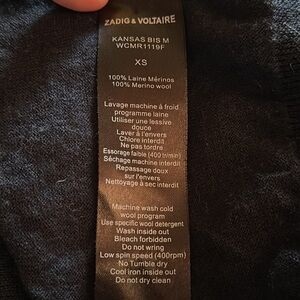 ZADIG & VOLTAIRE
KANSAS BIS M
WCMR1119F
XS
100% Laine Mérinos
100% Merino wool
Lavage machine à froid
programme laine
Utiliser une lessive
douce
Laver à l'envers
Chlore interdit
Ne pas tordre
Essorage faible (400 tr/min)
Séchage machine interdit
Repassage doux
sur l'envers
Nettoyage à sec interdit
Machine wash cold
wool program
Use specific wool detergent
Wash inside out
Bleach forbidden
Do not wring
Low spin speed (400rpm)
No Tumble dry
Cool iron inside out
Do not dry clean